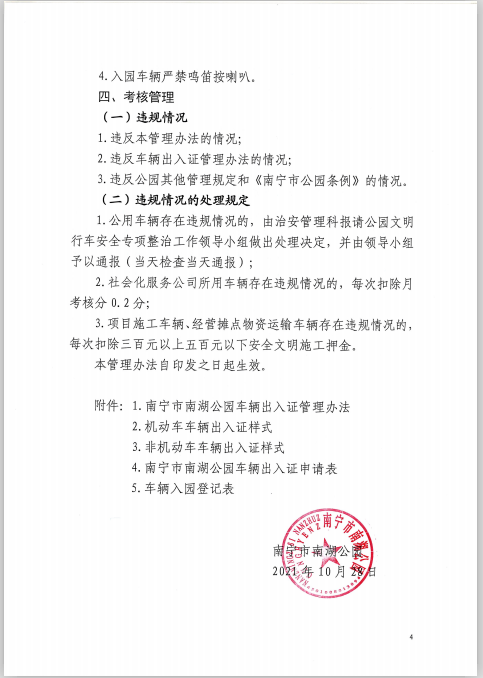 4.入园车辆严禁鸣笛按喇叭。
四、考核管理
（一）违规情况
1.违反本管理办法的情况;
2.违反车辆出入证管理办法的情况;
3.违反公园其他管理规定和《南宁市公园条例》的情况。
（二）违规情况的处理规定
1.公用车辆存在违规情况的，由治安管理科报请公园文明
行车安全专项整治工作领导小组做出处理决定，并由领导小组
予以通报（当天检查当天通报）;
2.社会化服务公司所用车辆存在违规情况的，每次扣除月
考核分0.2分;
3.项目施工车辆、经营摊点物资运输车辆存在违规情况的,
每次扣除三百元以上五百元以下安全文明施工押金。
本管理办法自印发之日起生效。
附件：1.南宁市南湖公园车辆出入证管理办法
2.机动车车辆出入证样式
3.非机动车车辆出入证样式
4.南宁市南湖公园车辆出入证申请表
5.车辆入园登记表
南宁市南湖公园
南宁市南湖公园
2021年10月28日
4